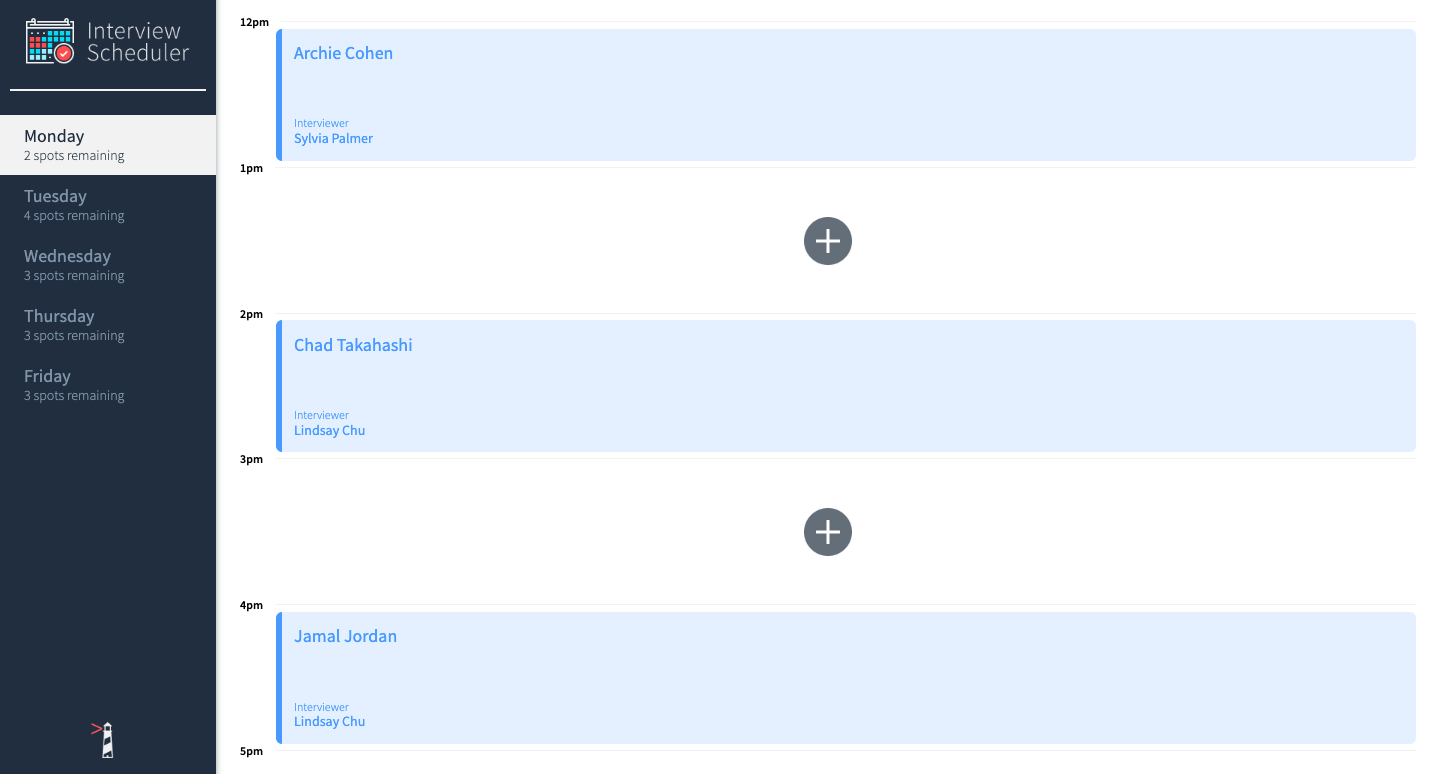 Interview
Scheduler
Monday
2 spots remaining
Tuesday
4 spots remaining
Wednesday
3 spots remaining
Thursday
3 spots remaining
Friday
3 spots remaining
12pm
Archie Cohen
Interviewer
Sylvia Palmer
1pm
2pm
Chad Takahashi
Interviewer
Lindsay Chu
3pm
4pm
Jamal Jordan
Interviewer
Lindsay Chu
5pm